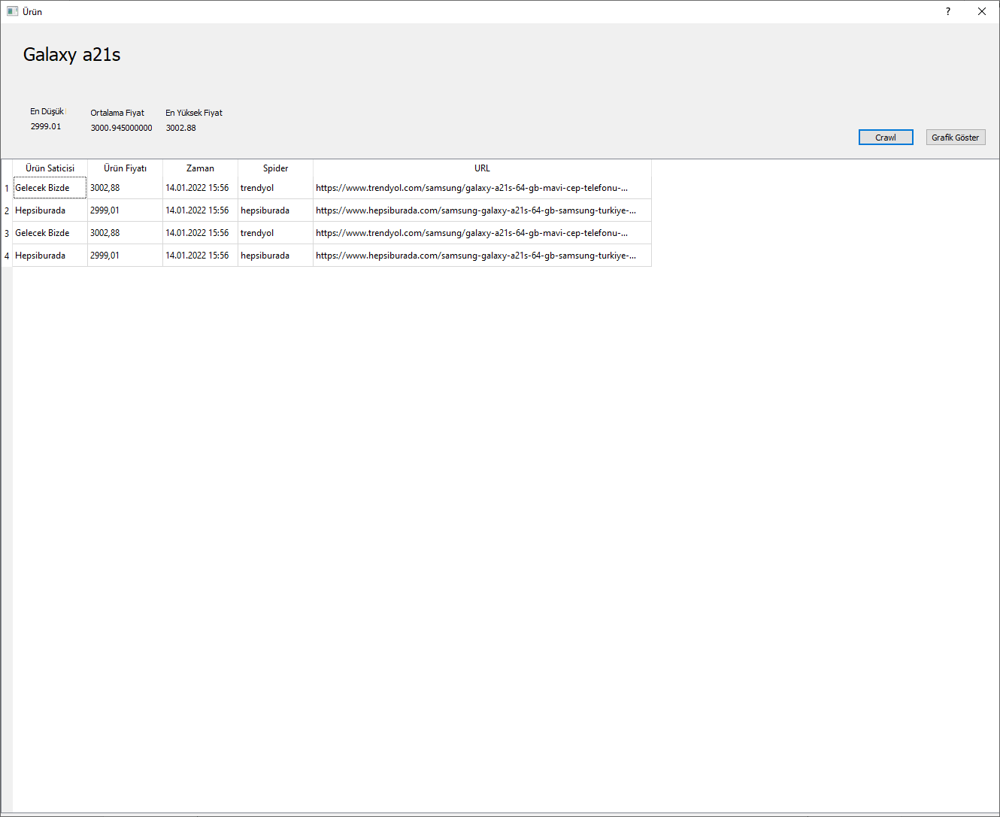 Ürün
?
Galaxy a21s
En Düşük
Ortalama Fiyat
En Yüksek Fiyat
2999.01
3000.945000000
3002.88
Crawl
Grafik Göster
Ürün Saticisi Ürün Fiyatı Zaman Spider URL
1 Gelecek Bizde 3002,88 14.01.2022 15:56 trendyol https://www.trendyol.com/samsung/galaxy-a21s-64-gb-mavi-cep-telefonu-...
2 Hepsiburada 2999,01 14.01.2022 15:56 hepsiburada https://www.hepsiburada.com/samsung-galaxy-a21s-64-gb-samsung-turkiye-...
3 Gelecek Bizde 3002,88 14.01.2022 15:56 trendyol https://www.trendyol.com/samsung/galaxy-a21s-64-gb-mavi-cep-telefonu-...
4 Hepsiburada 2999,01 14.01.2022 15:56 hepsiburada https://www.hepsiburada.com/samsung-galaxy-a21s-64-gb-samsung-turkiye-...